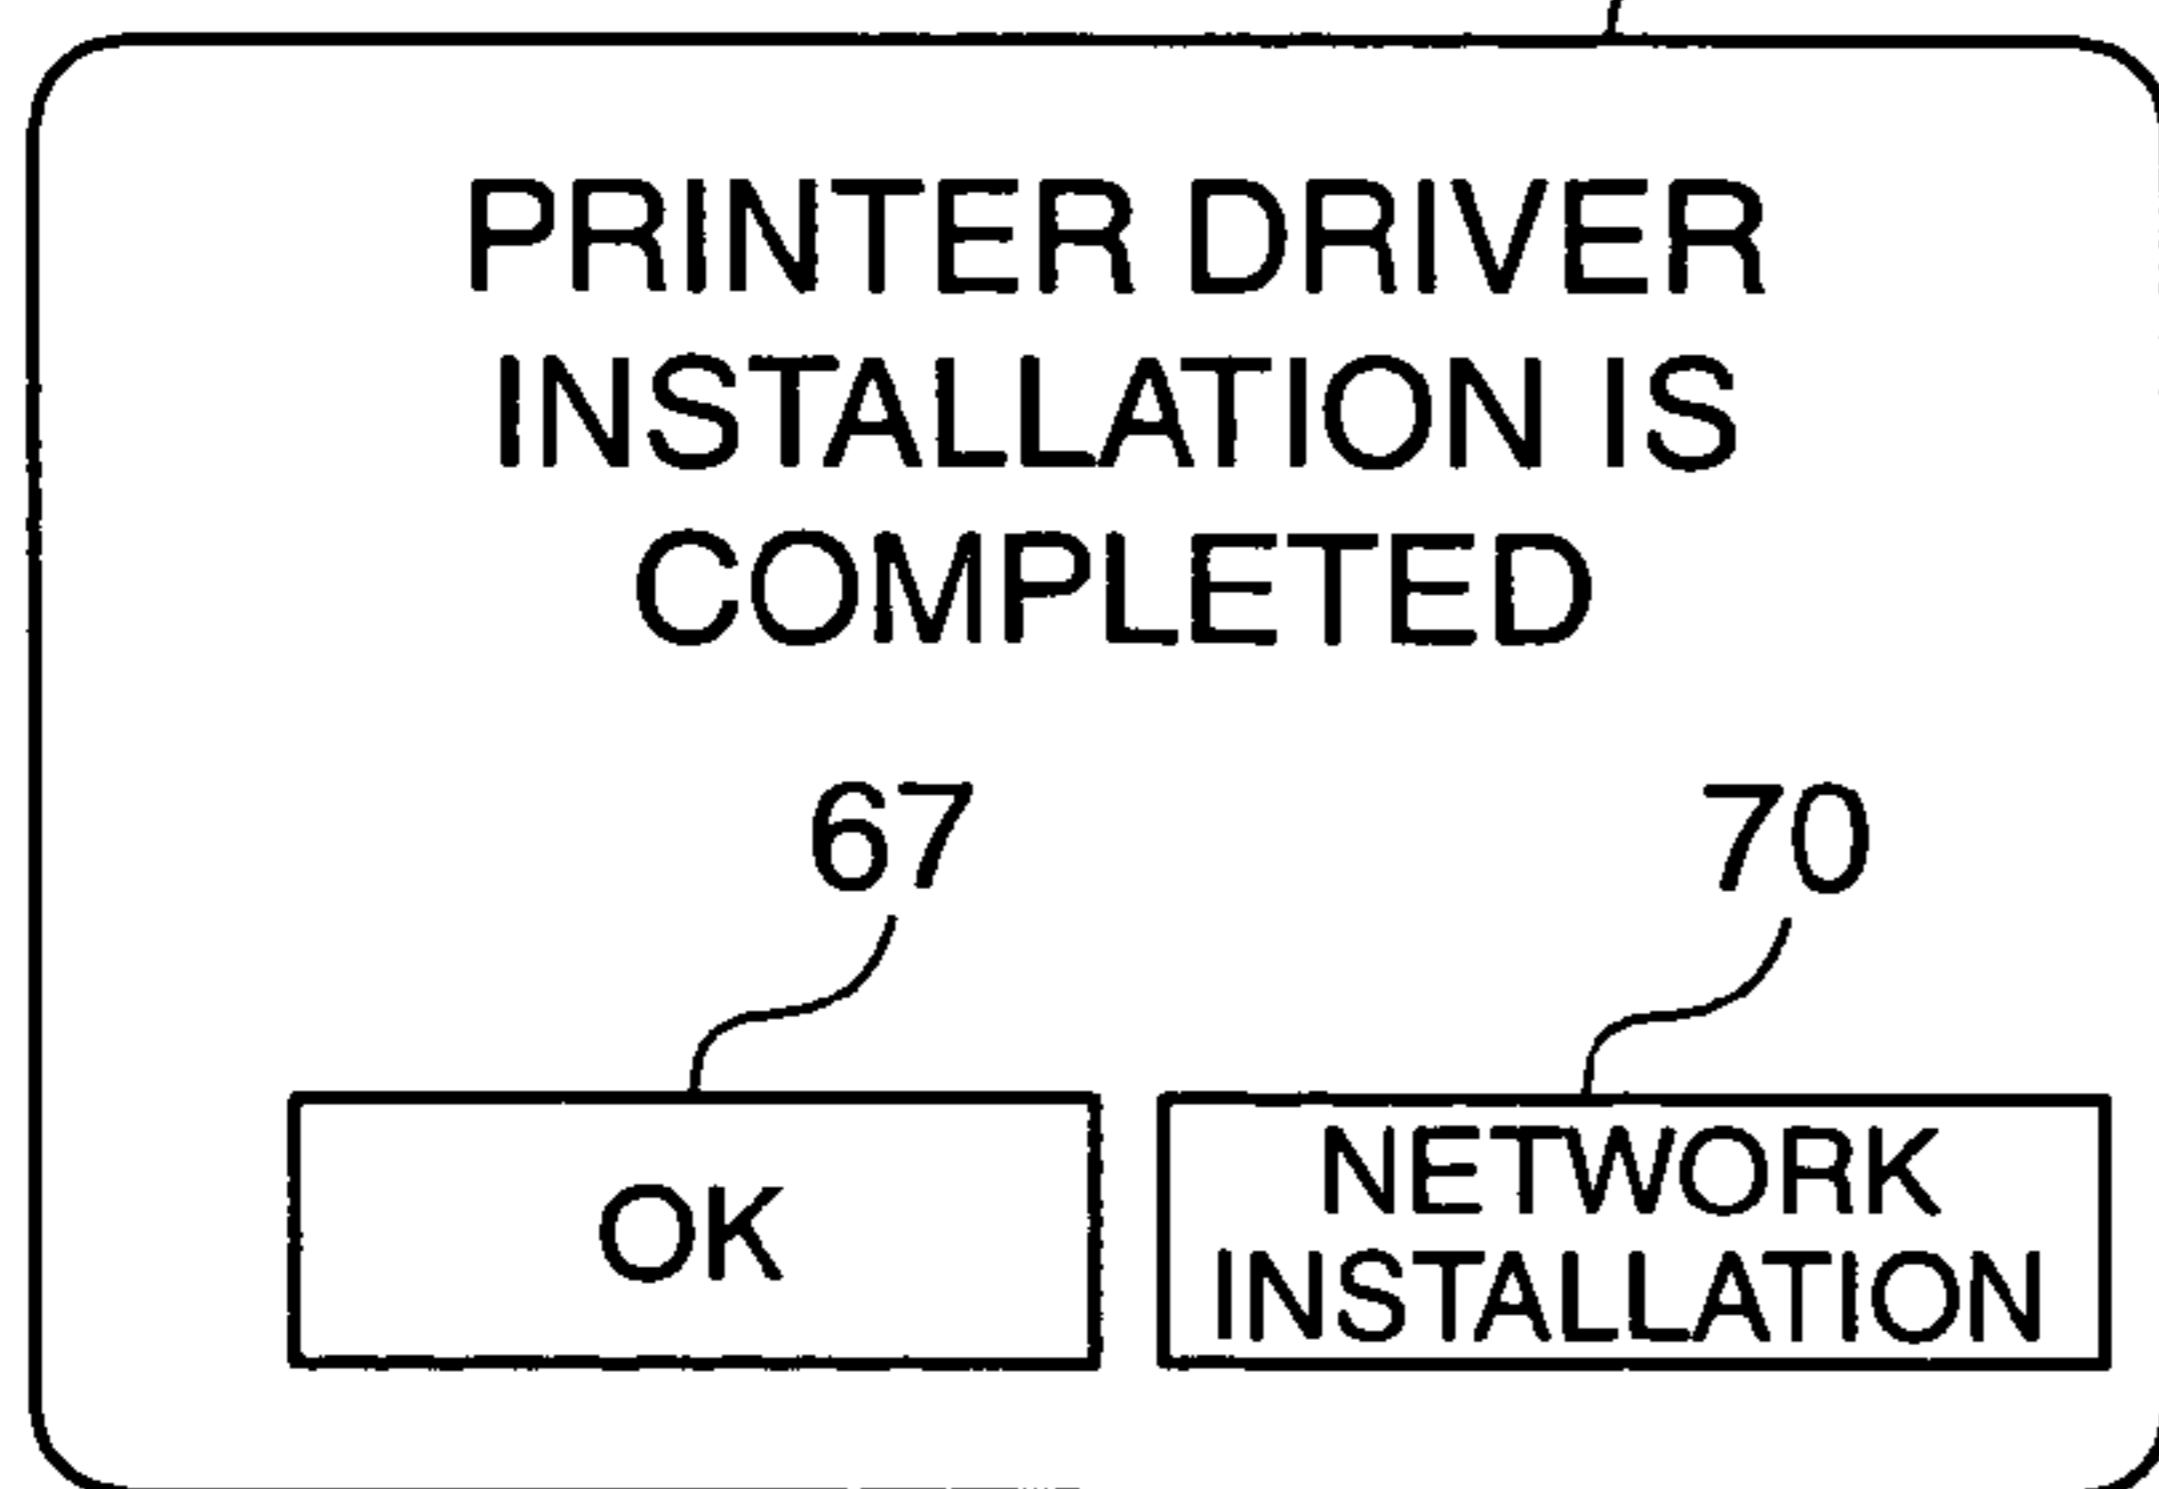 PRINTER DRIVER
INSTALLATION IS
COMPLETED
67
70
OK
NETWORK
INSTALLATION